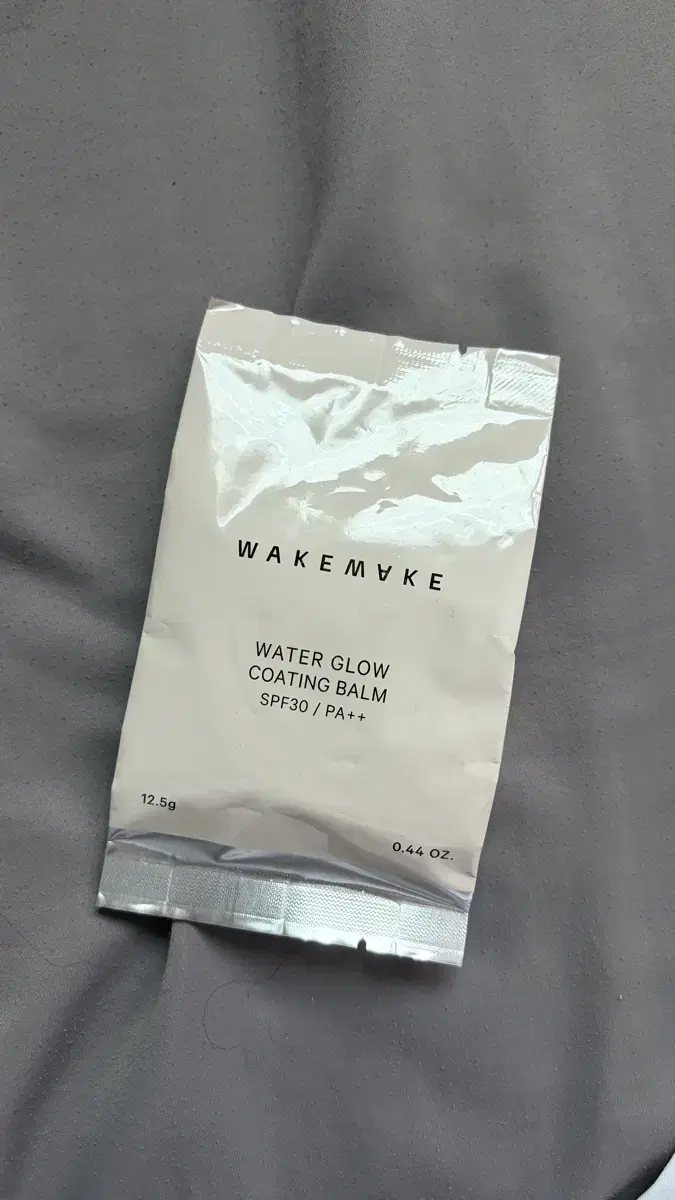 WAKEMAKE
WATER GLOW
COATING BALM
SPF30 / PA++
12.5g
0.44 OZ.